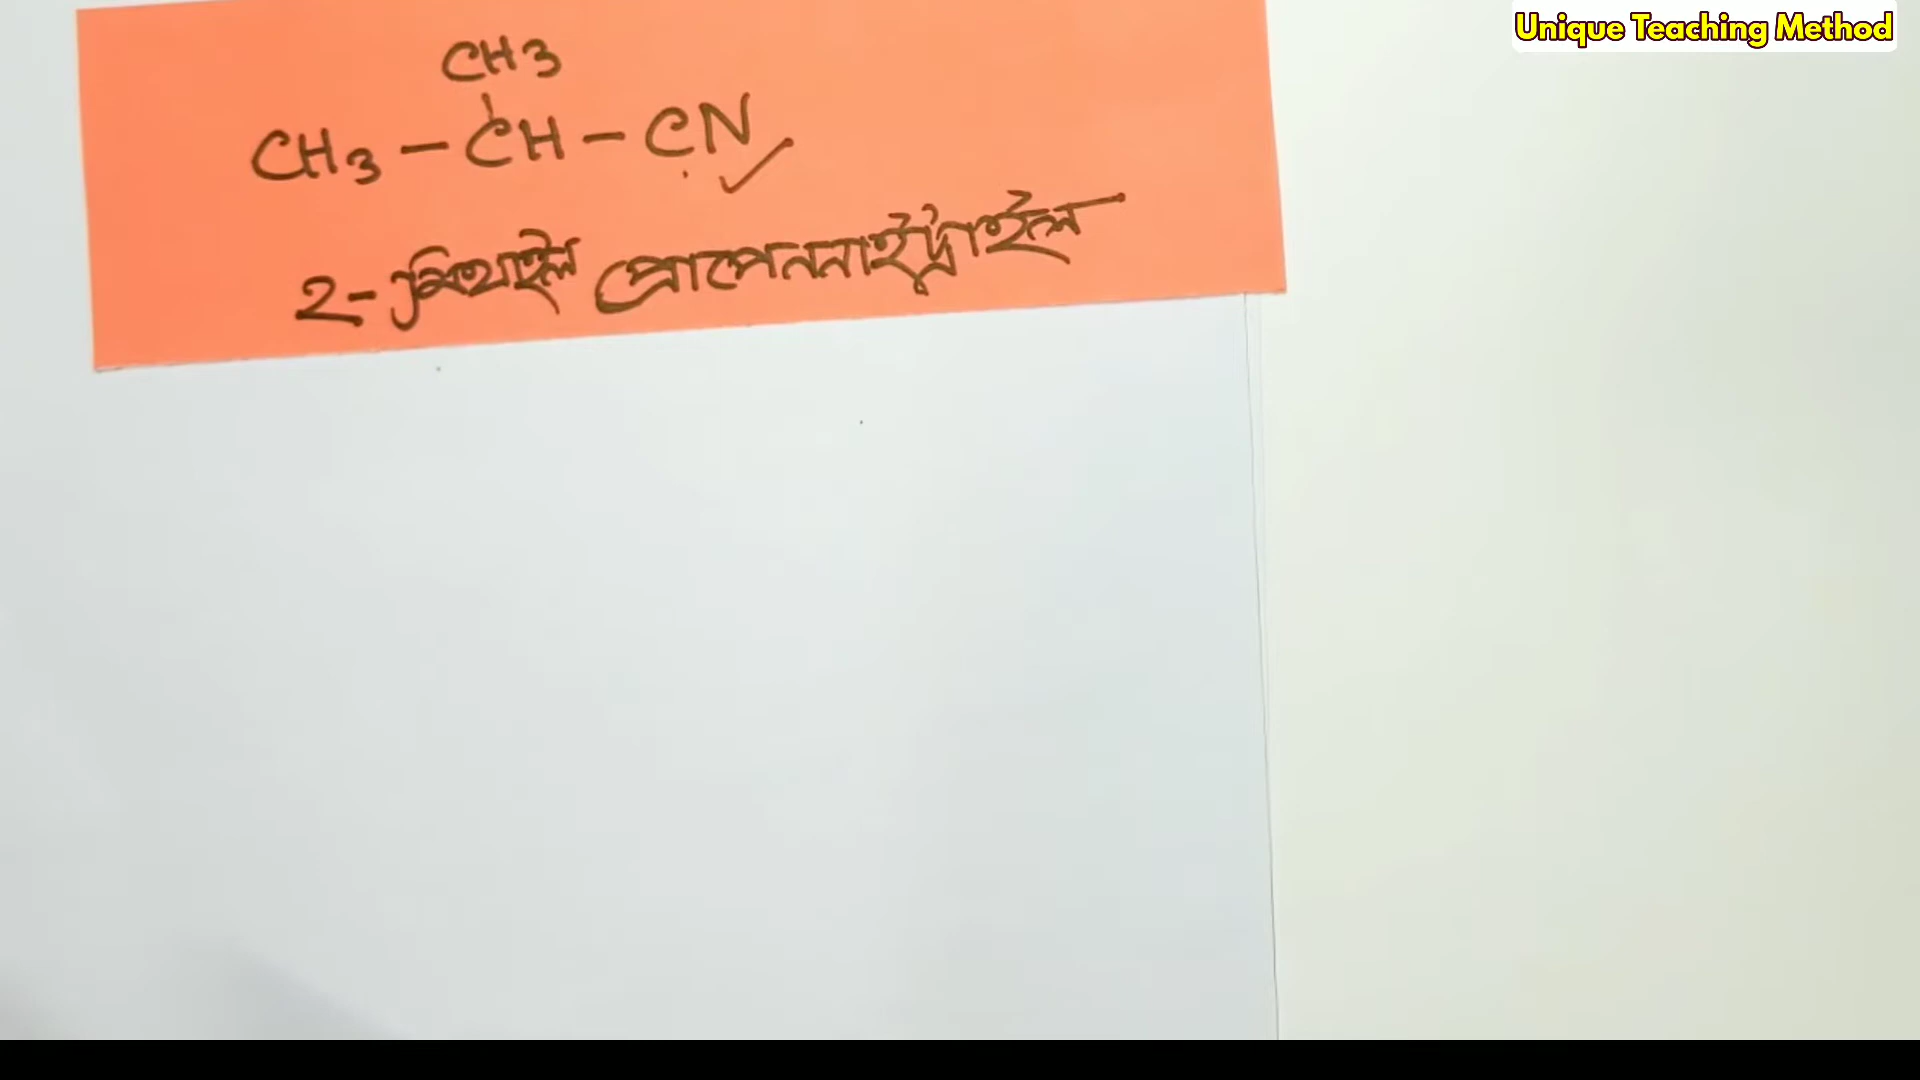 Unique Teaching Method
CH3
CH3 - CH - CN
2- মিথাইল প্রোপেননাইট্রাইল